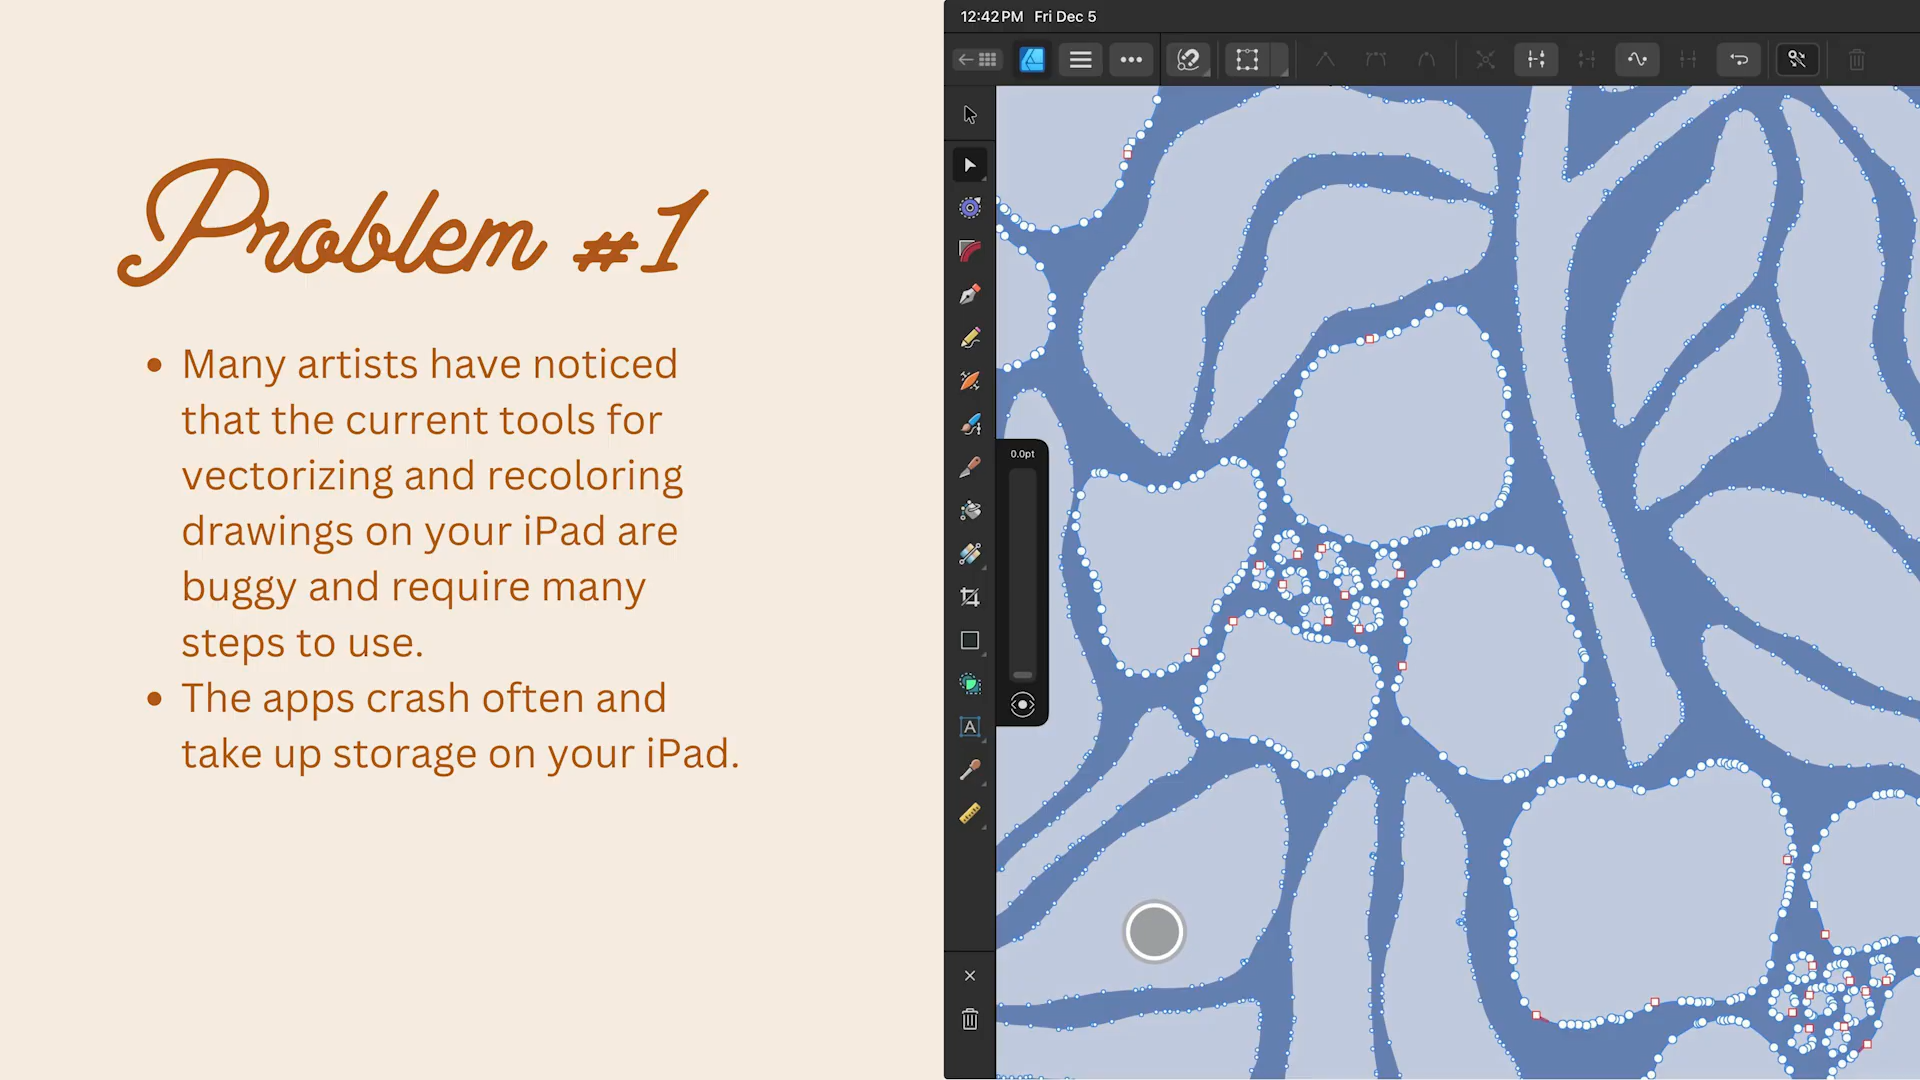 Problem #1
• Many artists have noticed
that the current tools for
vectorizing and recoloring
drawings on your iPad are
buggy and require many
steps to use.
• The apps crash often and
take up storage on your iPad.
12:42 PM Fri Dec 5
0.0pt
A